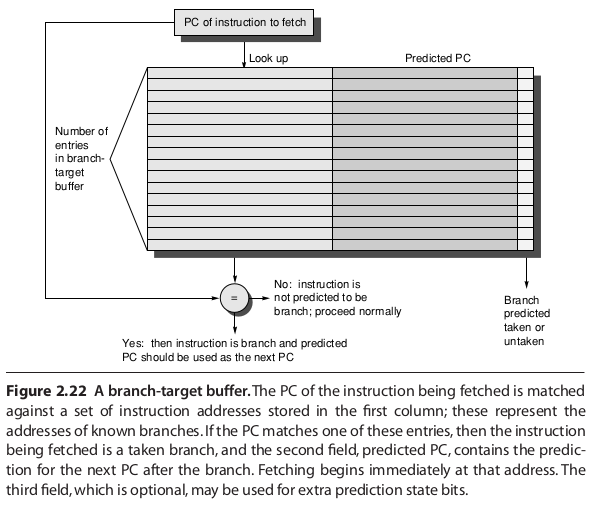 PC of instruction to fetch
Look up
Predicted PC
Number of
entries
in branch-
target
buffer
=
No: instruction is
not predicted to be
branch; proceed normally
Yes: then instruction is branch and predicted
PC should be used as the next PC
Branch
predicted
taken or
untaken
Figure 2.22 A branch-target buffer. The PC of the instruction being fetched is matched
against a set of instruction addresses stored in the first column; these represent the
addresses of known branches. If the PC matches one of these entries, then the instruction
being fetched is a taken branch, and the second field, predicted PC, contains the predic-
tion for the next PC after the branch. Fetching begins immediately at that address. The
third field, which is optional, may be used for extra prediction state bits.